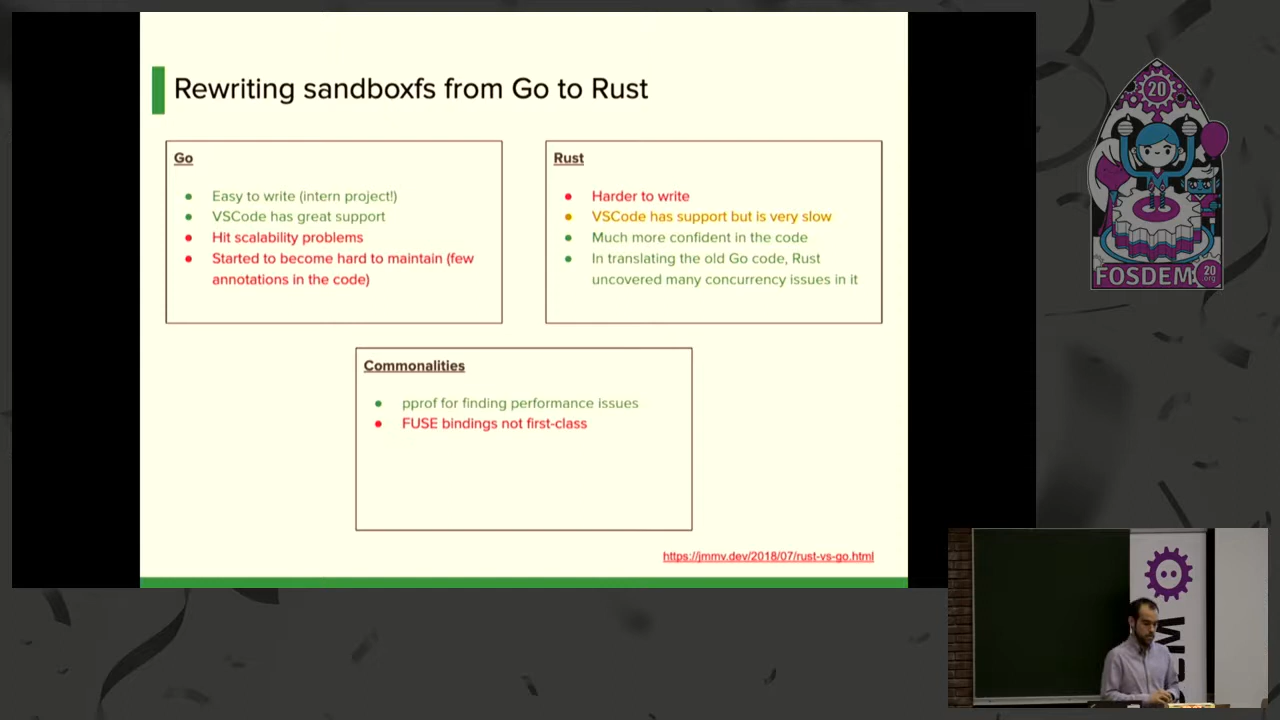 Rewriting sandboxfs from Go to Rust
Go
● Easy to write (intern project!)
● VSCode has great support
● Hit scalability problems
● Started to become hard to maintain (few
annotations in the code)
Rust
● Harder to write
● VSCode has support but is very slow
● Much more confident in the code
● In translating the old Go code, Rust
uncovered many concurrency issues in it
Commonalities
● pprof for finding performance issues
● FUSE bindings not first-class
https://jmmv.dev/2018/07/rust-vs-go.html
20
FOSDEM
20
.org